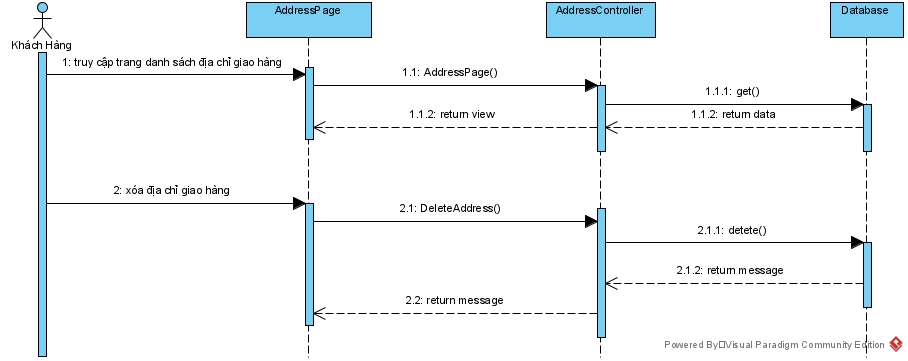 AddressPage
AddressController
Database
Khách Hàng
1: truy cập trang danh sách địa chỉ giao hàng
1.1: AddressPage()
1.1.1: get()
1.1.2: return view
1.1.2: return data
2: xóa địa chỉ giao hàng
2.1: DeleteAddress()
2.1.1: detete()
2.1.2: return message
2.2: return message
Powered By Visual Paradigm Community Edition